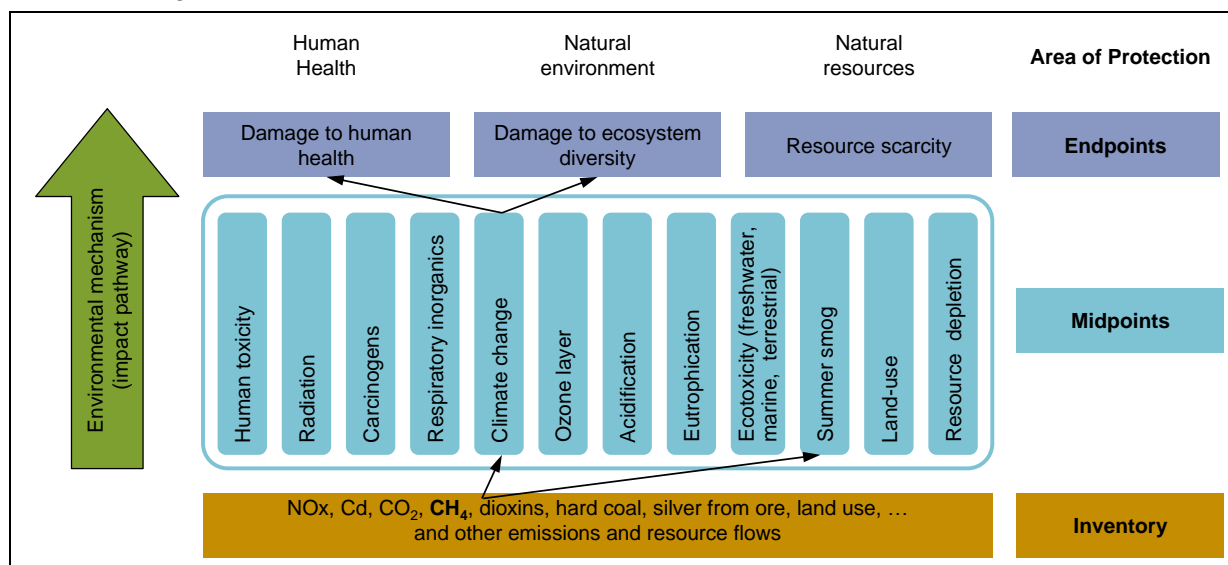 Human
Health
Natural
environment
Natural
resources
Area of Protection
Damage to human
health
Damage to ecosystem
diversity
Resource scarcity
Endpoints
Environmental mechanism
(impact pathway)
Human toxicity
Radiation
Carcinogens
Respiratory inorganics
Climate change
Ozone layer
Acidification
Eutrophication
Ecotoxicity (freshwater,
marine, terrestrial)
Summer smog
Land-use
Resource depletion
Midpoints
NOx, Cd, CO₂, CH₄, dioxins, hard coal, silver from ore, land use, …
and other emissions and resource flows
Inventory